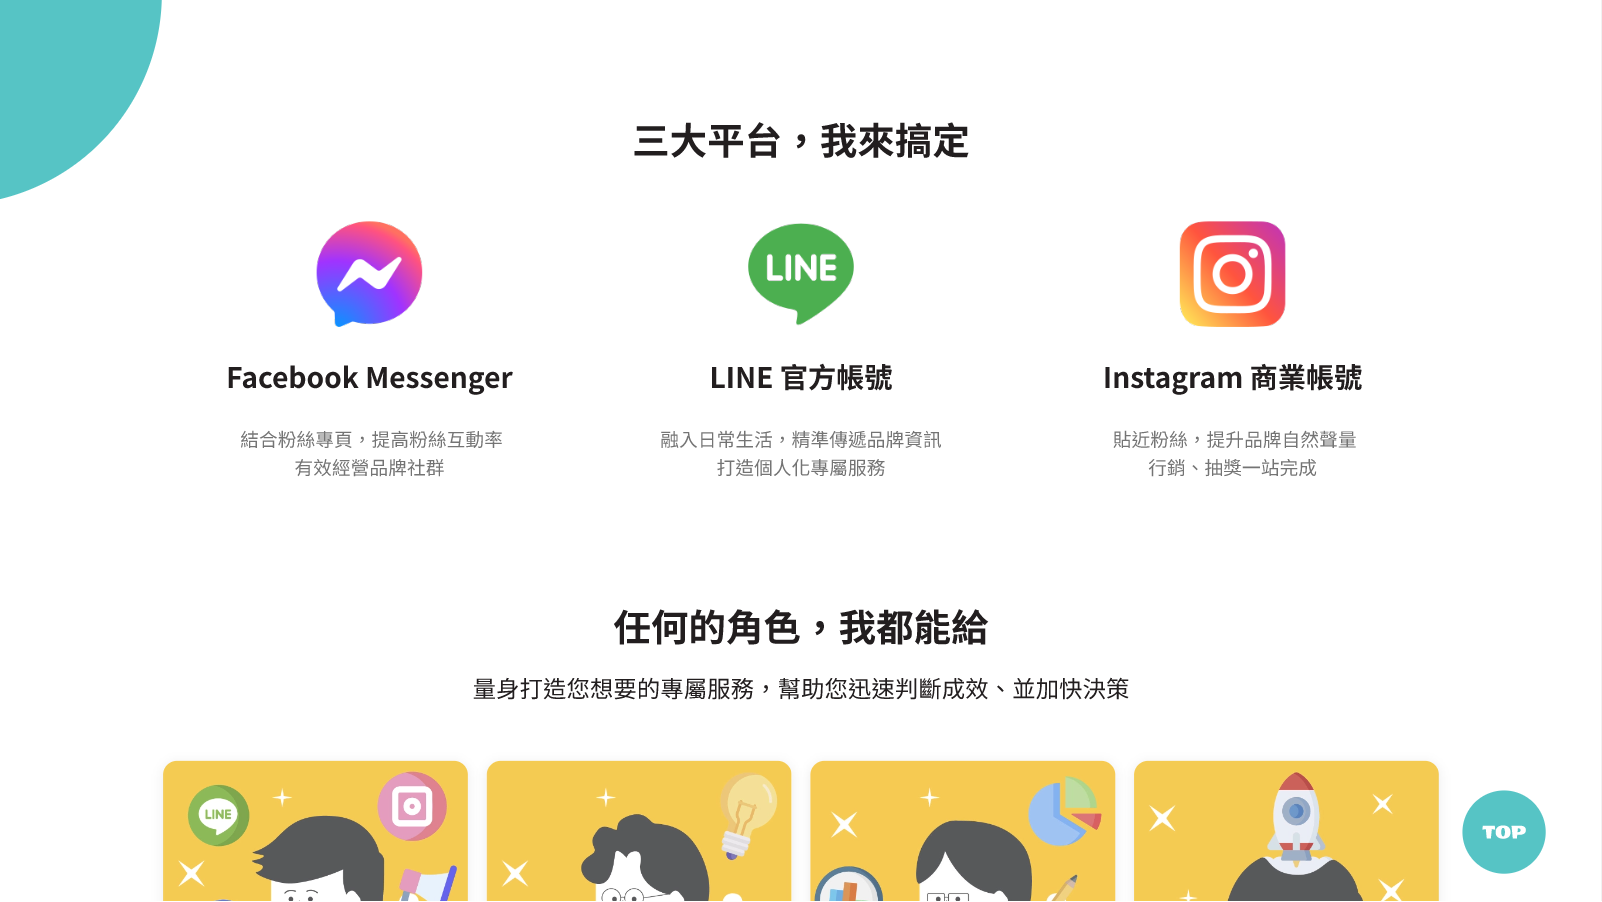 三大平台，我來搞定
LINE
Facebook Messenger
LINE 官方帳號
Instagram 商業帳號
結合粉絲專頁，提高粉絲互動率
有效經營品牌社群
融入日常生活，精準傳遞品牌資訊
打造個人化專屬服務
貼近粉絲，提升品牌自然聲量
行銷、抽獎一站完成
任何的角色，我都能給
量身打造您想要的專屬服務，幫助您迅速判斷成效、並加快決策
LINE
TOP